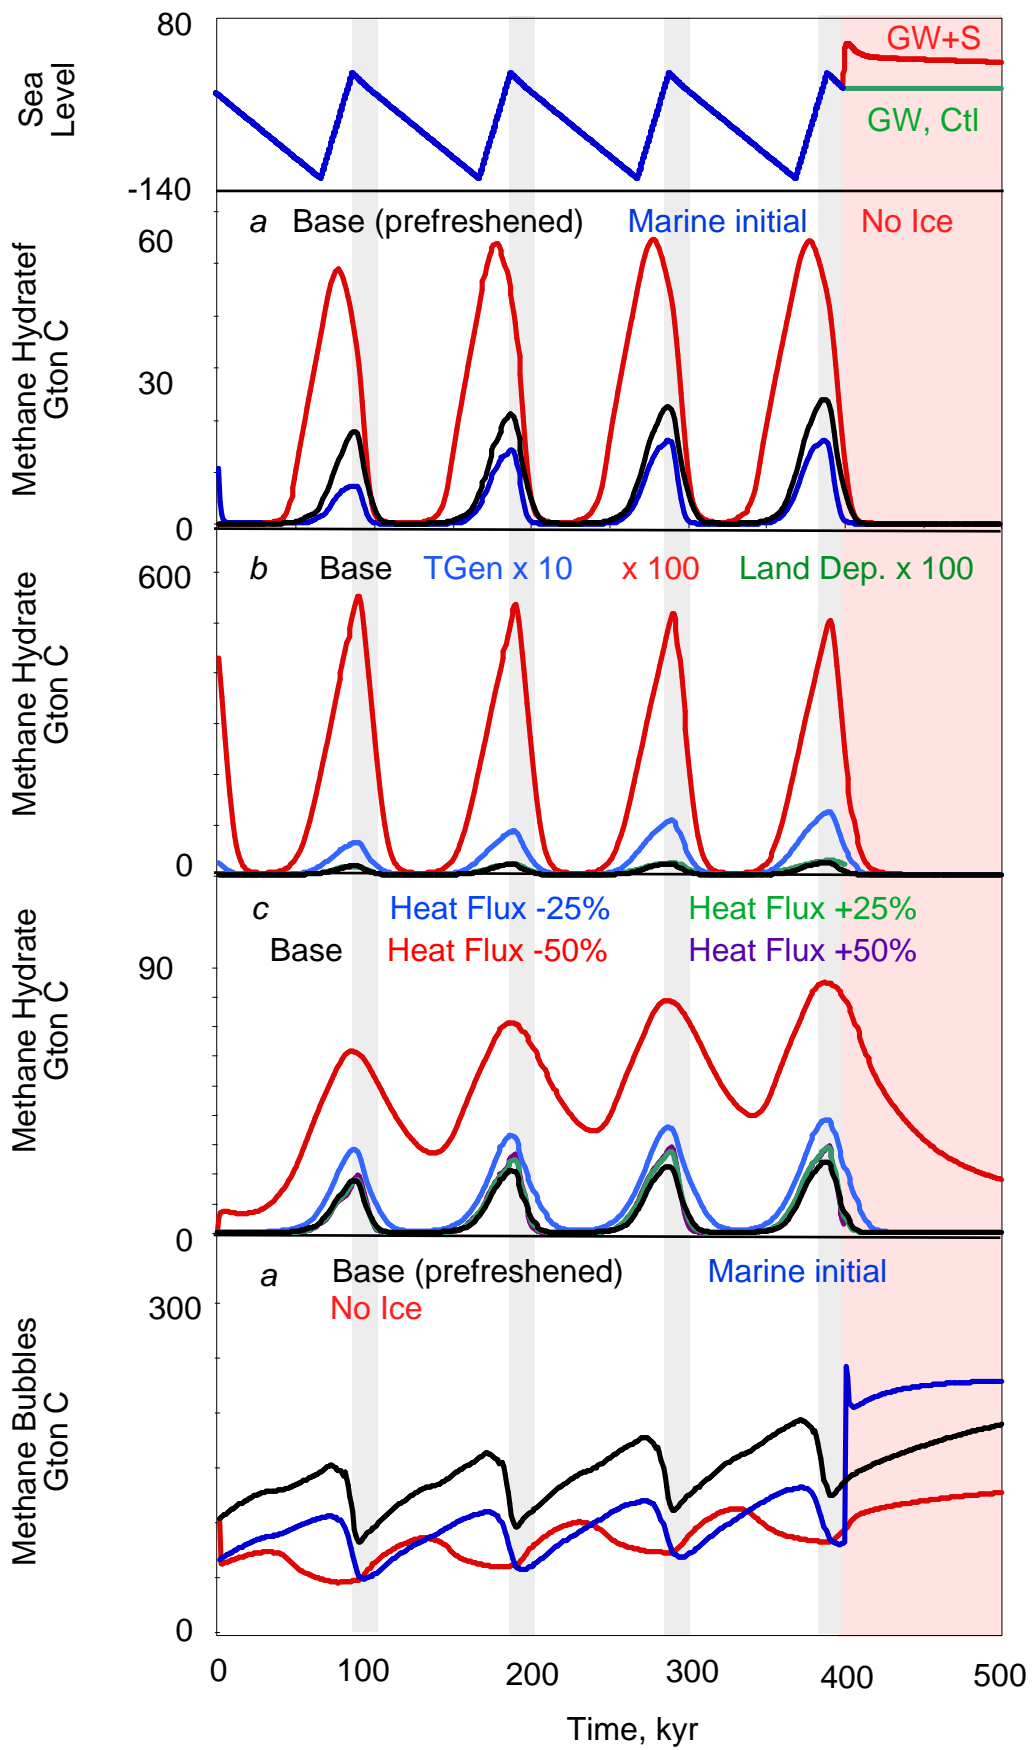 80
GW+S
Sea
Level
GW, Ctl
-140
a Base (prefreshened) Marine initial No Ice
60
Methane Hydratef
Gton C
30
0
600
b Base TGen x 10 x 100 Land Dep. x 100
Methane Hydrate
Gton C
0
c Heat Flux -25% Heat Flux +25%
Base Heat Flux -50% Heat Flux +50%
90
Methane Hydrate
Gton C
0
a Base (prefreshened) Marine initial
No Ice
300
Methane Bubbles
Gton C
0
0 100 200 300 400 500
Time, kyr